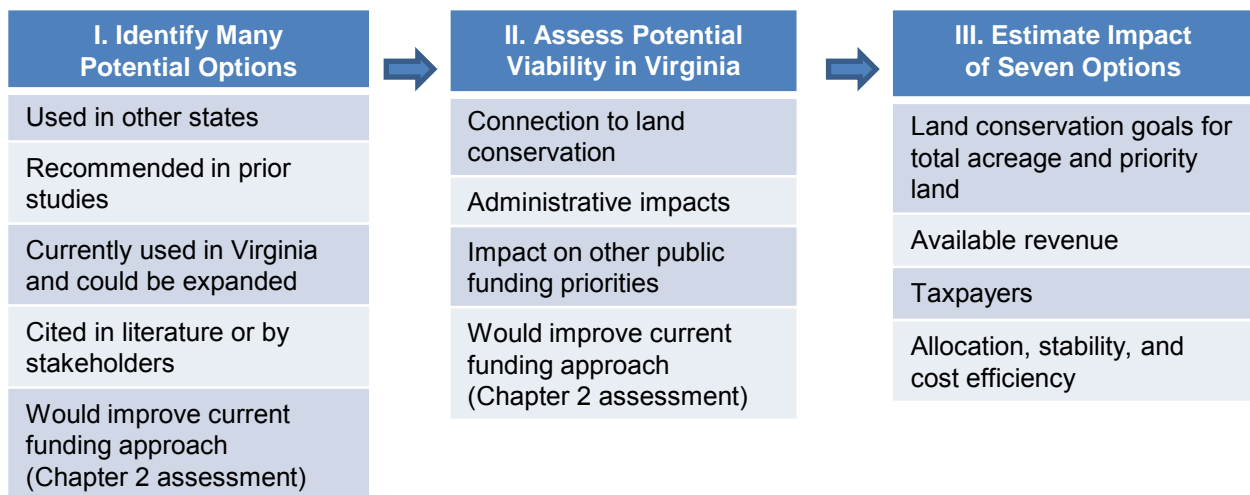 I. Identify Many
Potential Options
Used in other states
Recommended in prior
studies
Currently used in Virginia
and could be expanded
Cited in literature or by
stakeholders
Would improve current
funding approach
(Chapter 2 assessment)
II. Assess Potential
Viability in Virginia
Connection to land
conservation
Administrative impacts
Impact on other public
funding priorities
Would improve current
funding approach
(Chapter 2 assessment)
III. Estimate Impact
of Seven Options
Land conservation goals for
total acreage and priority
land
Available revenue
Taxpayers
Allocation, stability, and
cost efficiency